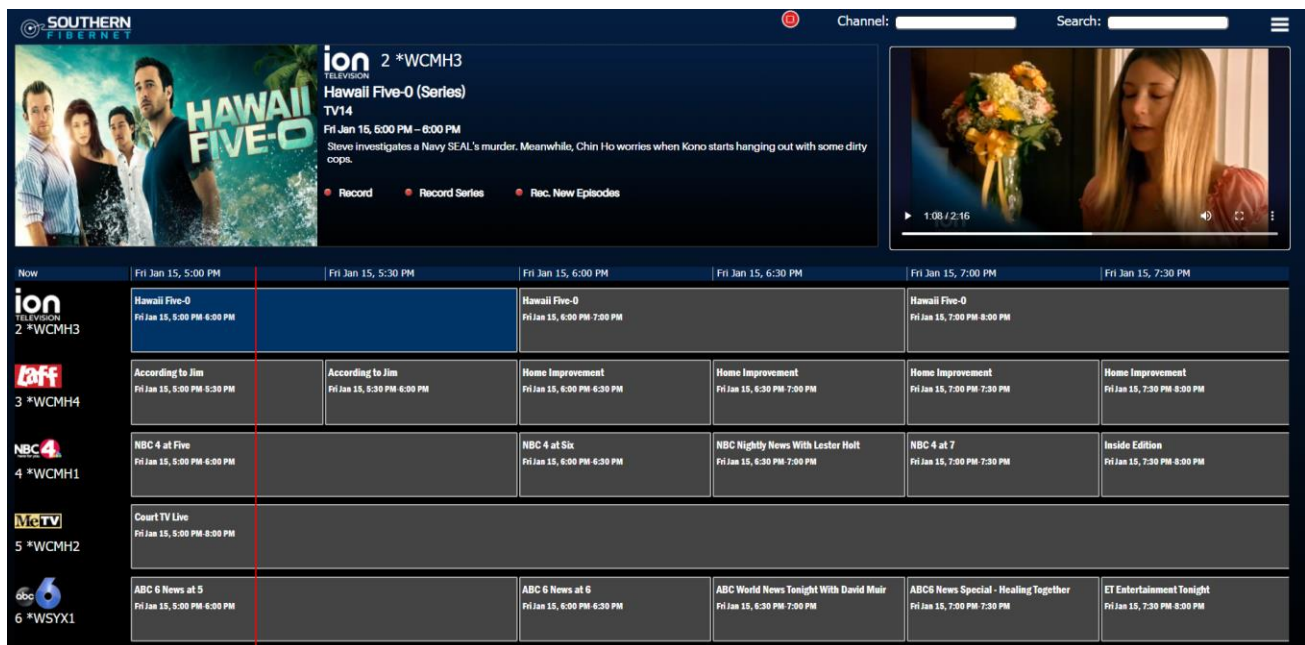 SOUTHERN
FIBERNET
Channel:
Search:
HAWAII
FIVE-O
ion
TELEVISION
2 *WCMH3
Hawaii Five-0 (Series)
TV14
Fri Jan 15, 5:00 PM – 6:00 PM
Steve investigates a Navy SEAL's murder. Meanwhile, Chin Ho worries when Kono starts hanging out with some dirty
cops.
Record Record Series Rec. New Episodes
1:08 / 2:16
Now Fri Jan 15, 5:00 PM Fri Jan 15, 5:30 PM Fri Jan 15, 6:00 PM Fri Jan 15, 6:30 PM Fri Jan 15, 7:00 PM Fri Jan 15, 7:30 PM
ion
TELEVISION
2 *WCMH3
Hawaii Five-0 Hawaii Five-0 Hawaii Five-0
Fri Jan 15, 5:00 PM-6:00 PM Fri Jan 15, 6:00 PM-7:00 PM Fri Jan 15, 7:00 PM-8:00 PM
Laff
3 *WCMH4
According to Jim According to Jim Home Improvement Home Improvement Home Improvement Home Improvement
Fri Jan 15, 5:00 PM-5:30 PM Fri Jan 15, 5:30 PM-6:00 PM Fri Jan 15, 6:00 PM-6:30 PM Fri Jan 15, 6:30 PM-7:00 PM Fri Jan 15, 7:00 PM-7:30 PM Fri Jan 15, 7:30 PM-8:00 PM
NBC 4
4 *WCMH1
NBC 4 at Five NBC 4 at Six NBC Nightly News With Lester Holt NBC 4 at 7 Inside Edition
Fri Jan 15, 5:00 PM-6:00 PM Fri Jan 15, 6:00 PM-6:30 PM Fri Jan 15, 6:30 PM-7:00 PM Fri Jan 15, 7:00 PM-7:30 PM Fri Jan 15, 7:30 PM-8:00 PM
MeTV
5 *WCMH2
Court TV Live
Fri Jan 15, 5:00 PM-8:00 PM
abc 6
6 *WSYX1
ABC 6 News at 5 ABC 6 News at 6 ABC World News Tonight With David Muir ABC6 News Special - Healing Together ET Entertainment Tonight
Fri Jan 15, 5:00 PM-6:00 PM Fri Jan 15, 6:00 PM-6:30 PM Fri Jan 15, 6:30 PM-7:00 PM Fri Jan 15, 7:00 PM-7:30 PM Fri Jan 15, 7:30 PM-8:00 PM